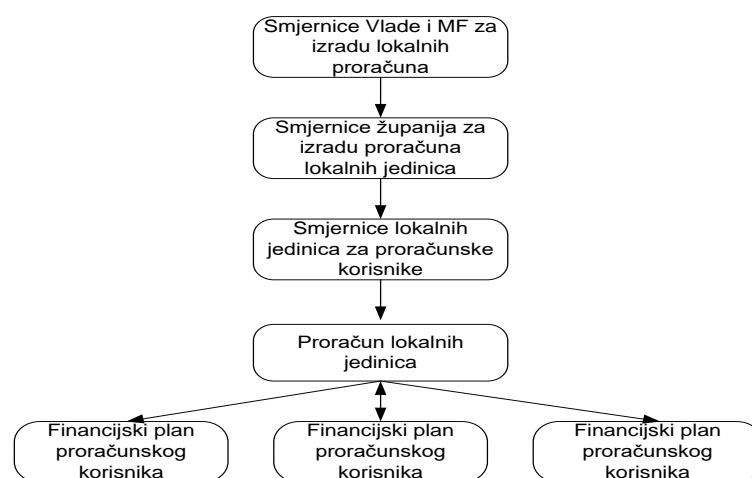 Smjernice Vlade i MF za
izradu lokalnih
proračuna
Smjernice županija za
izradu proračuna
lokalnih jedinica
Smjernice lokalnih
jedinica za proračunske
korisnike
Proračun lokalnih
jedinica
Financijski plan
proračunskog
korisnika
Financijski plan
proračunskog
korisnika
Financijski plan
proračunskog
korisnika